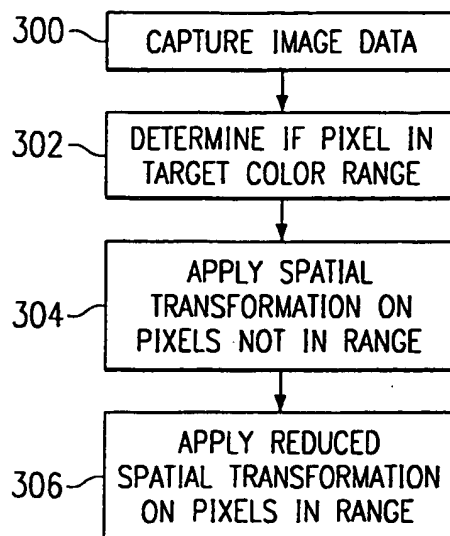 300
CAPTURE IMAGE DATA
302
DETERMINE IF PIXEL IN
TARGET COLOR RANGE
304
APPLY SPATIAL
TRANSFORMATION ON
PIXELS NOT IN RANGE
306
APPLY REDUCED
SPATIAL TRANSFORMATION
ON PIXELS IN RANGE